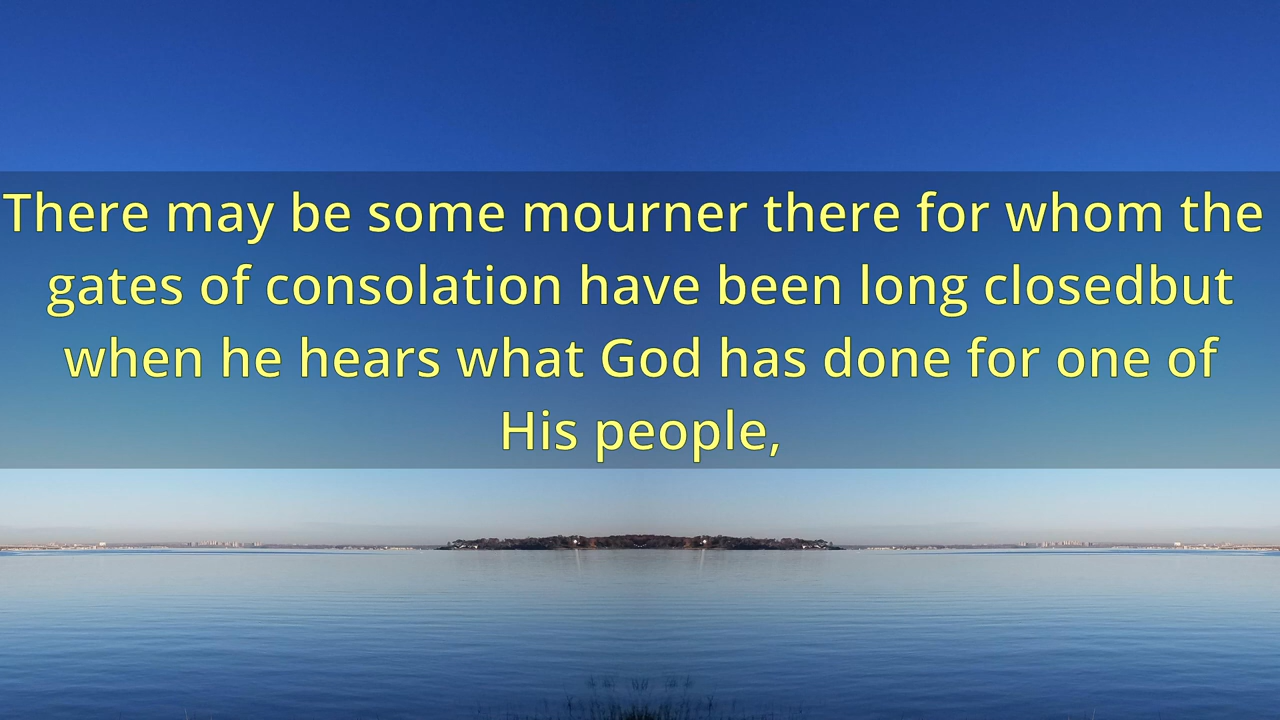 There may be some mourner there for whom the
gates of consolation have been long closedbut
when he hears what God has done for one of
His people,